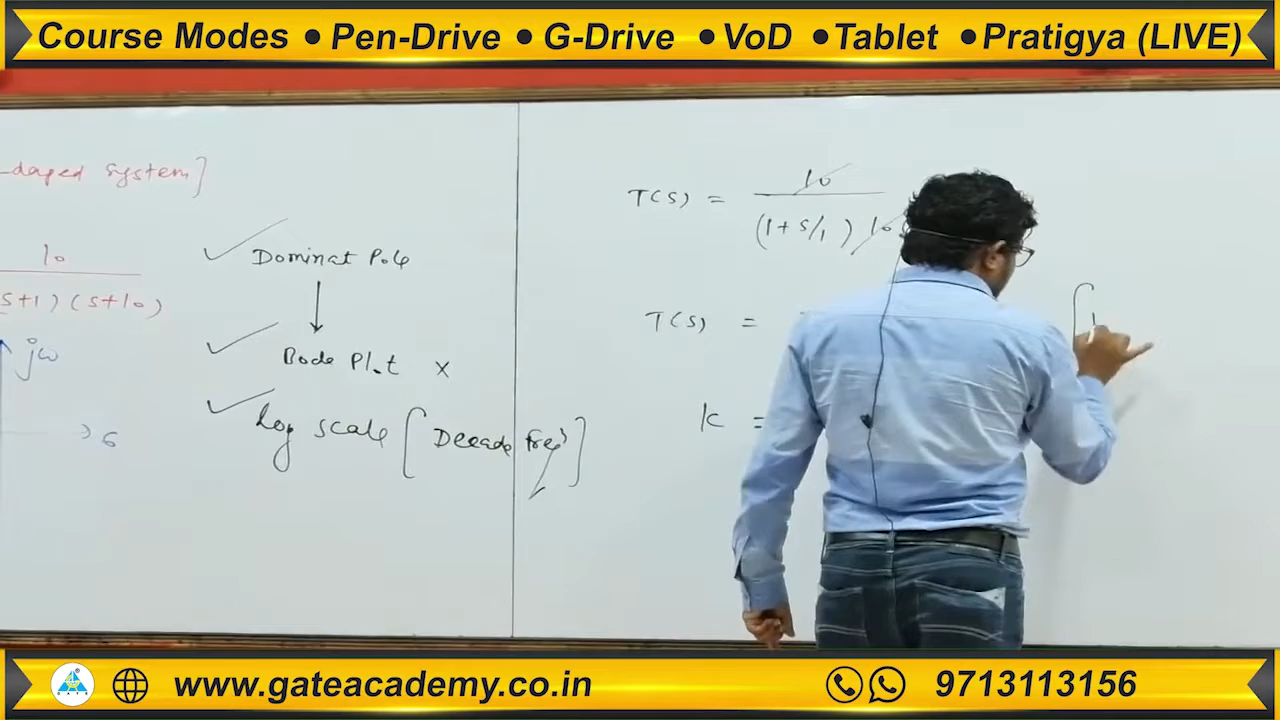 Course Modes • Pen-Drive • G-Drive • VoD • Tablet • Pratigya (LIVE)
-daped system]
10
s+1) (s+10)
jω
σ
Dominat Pole
Bode Plot x
Log scale [Decade freq]
T(s) = 10
(1+s/1) 10
T(s) =
K =
www.gateacademy.co.in
9713113156